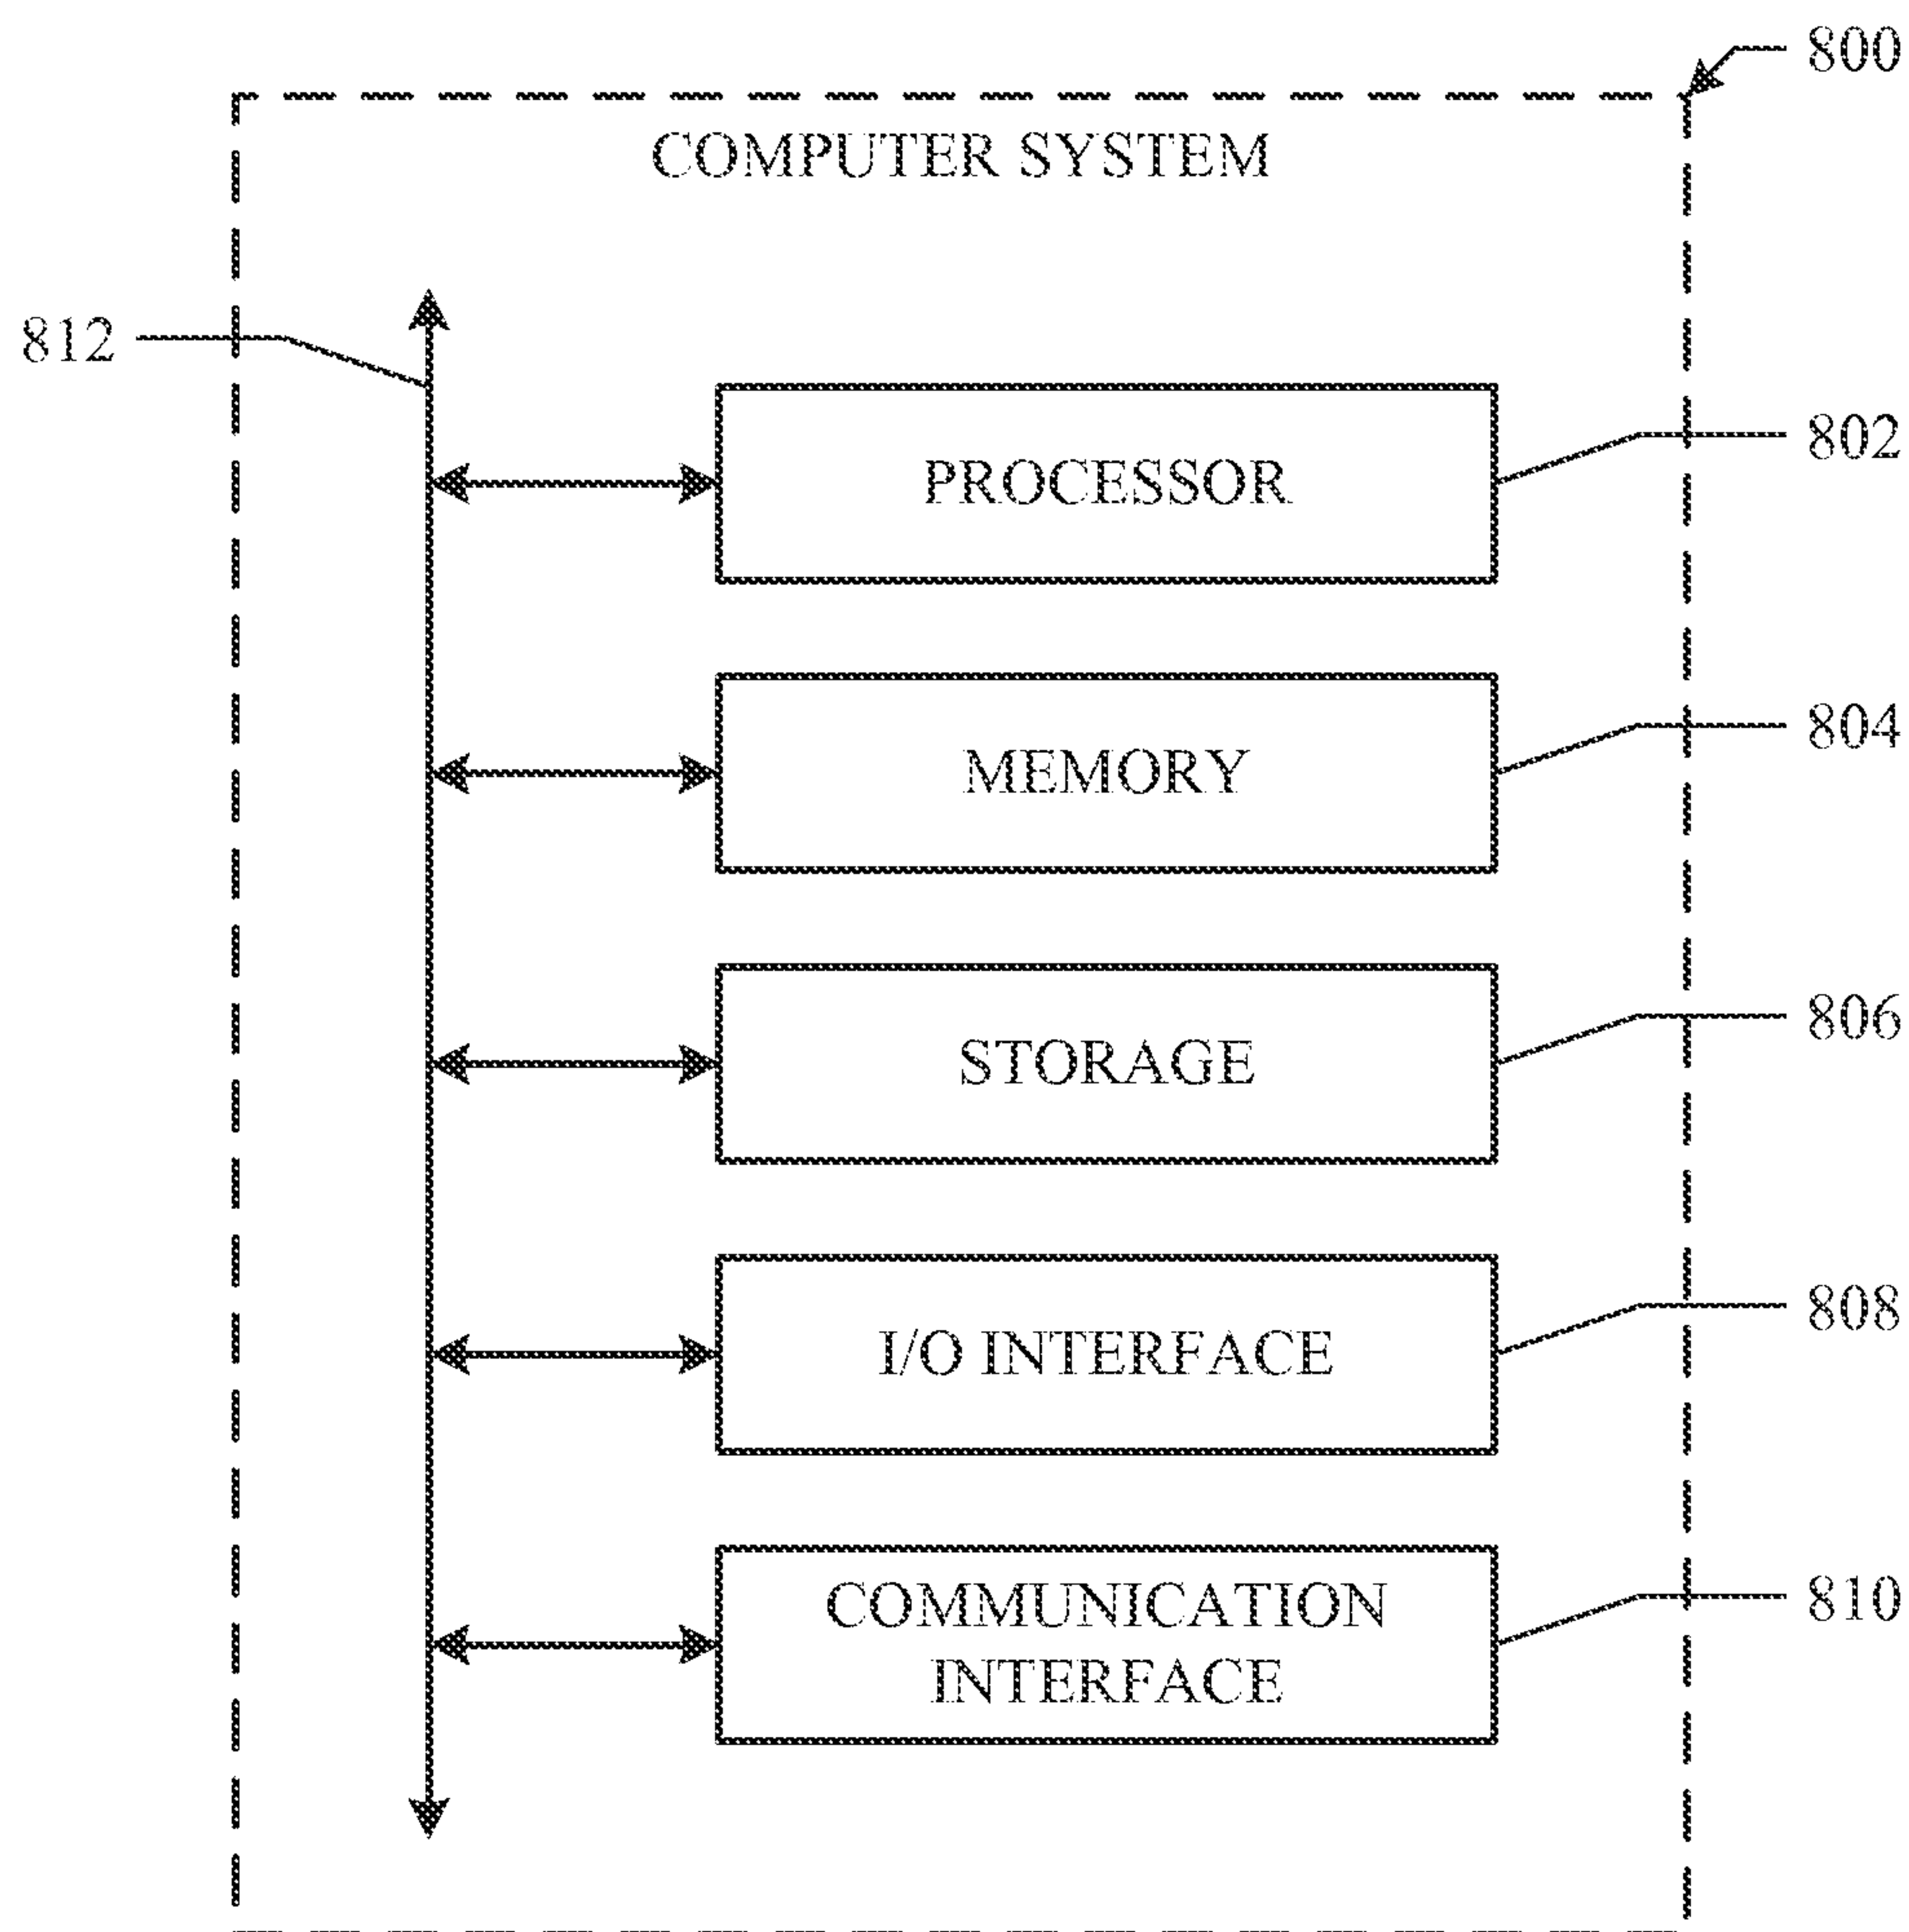 800
COMPUTER SYSTEM
812
802
PROCESSOR
804
MEMORY
806
STORAGE
808
I/O INTERFACE
810
COMMUNICATION
INTERFACE